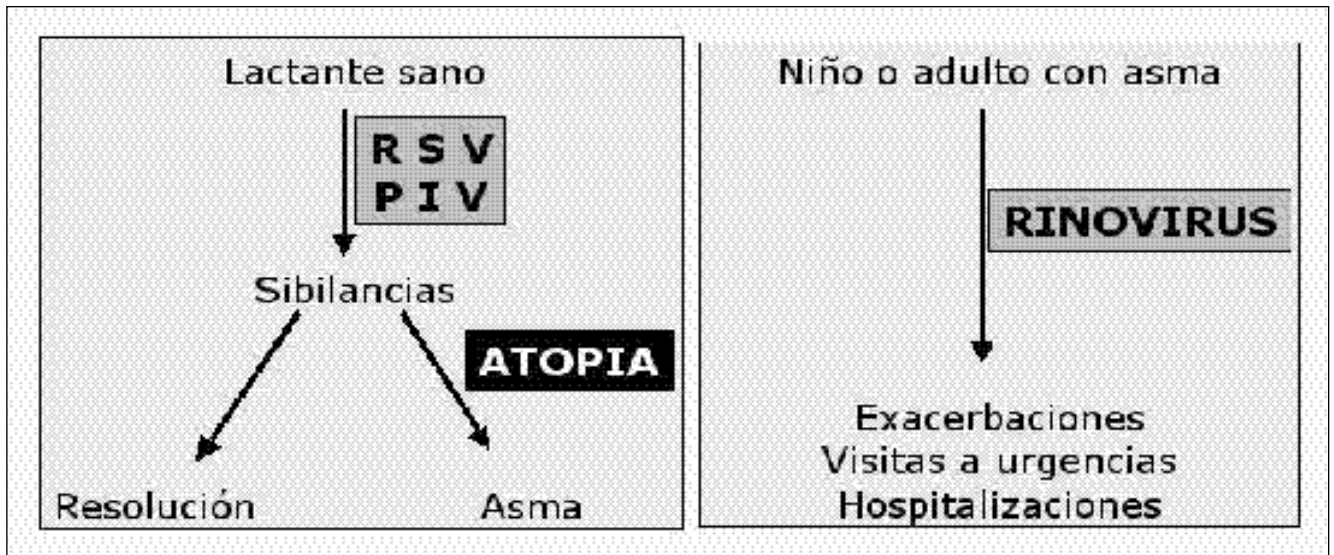 Lactante sano
R S V
P I V
Sibilancias
ATOPIA
Resolución
Asma
Niño o adulto con asma
RINOVIRUS
Exacerbaciones
Visitas a urgencias
Hospitalizaciones